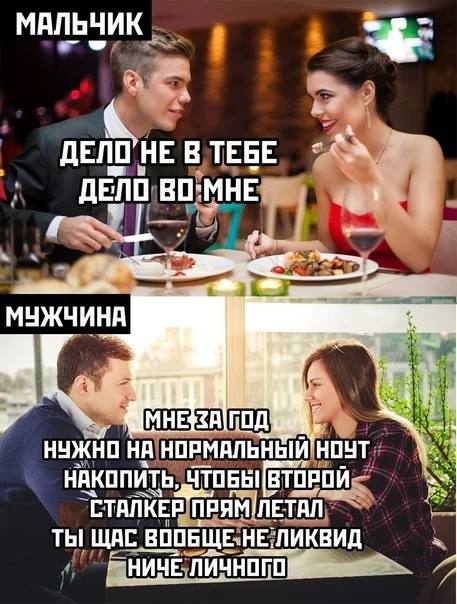 МАЛЬЧИК
ДЕЛО НЕ В ТЕБЕ
ДЕЛО ВО МНЕ
МУЖЧИНА
МНЕ ЗА ГОД
НУЖНО НА НОРМАЛЬНЫЙ НОУТ
НАКОПИТЬ, ЧТОБЫ ВТОРОЙ
СТАЛКЕР ПРЯМ ЛЕТАЛ
ТЫ ЩАС ВООБЩЕ НЕ ЛИКВИД
НИЧЕ ЛИЧНОГО